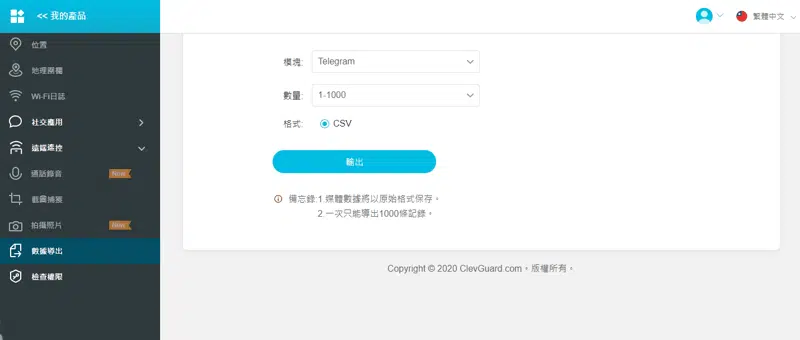 << 我的產品
繁體中文
位置
地理圍欄
Wi-Fi日誌
社交應用
遠端遙控
通話錄音 New
截圖捕獲
拍攝照片 New
數據導出
檢查權限
模塊: Telegram
數量: 1-1000
格式: CSV
輸出
備忘錄:1.媒體數據將以原始格式保存。
2.一次只能導出1000條記錄。
Copyright © 2020 ClevGuard.com。版權所有。